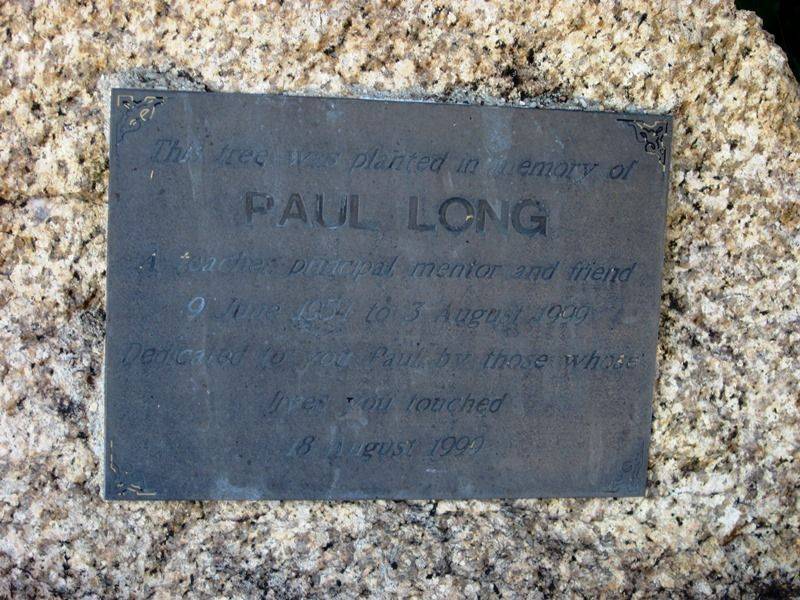 This tree was planted in memory of
PAUL LONG
A teacher, principal, mentor and friend
9 June 1954 to 3 August 1999
Dedicated to you Paul by those whose
lives you touched
18 August 1999